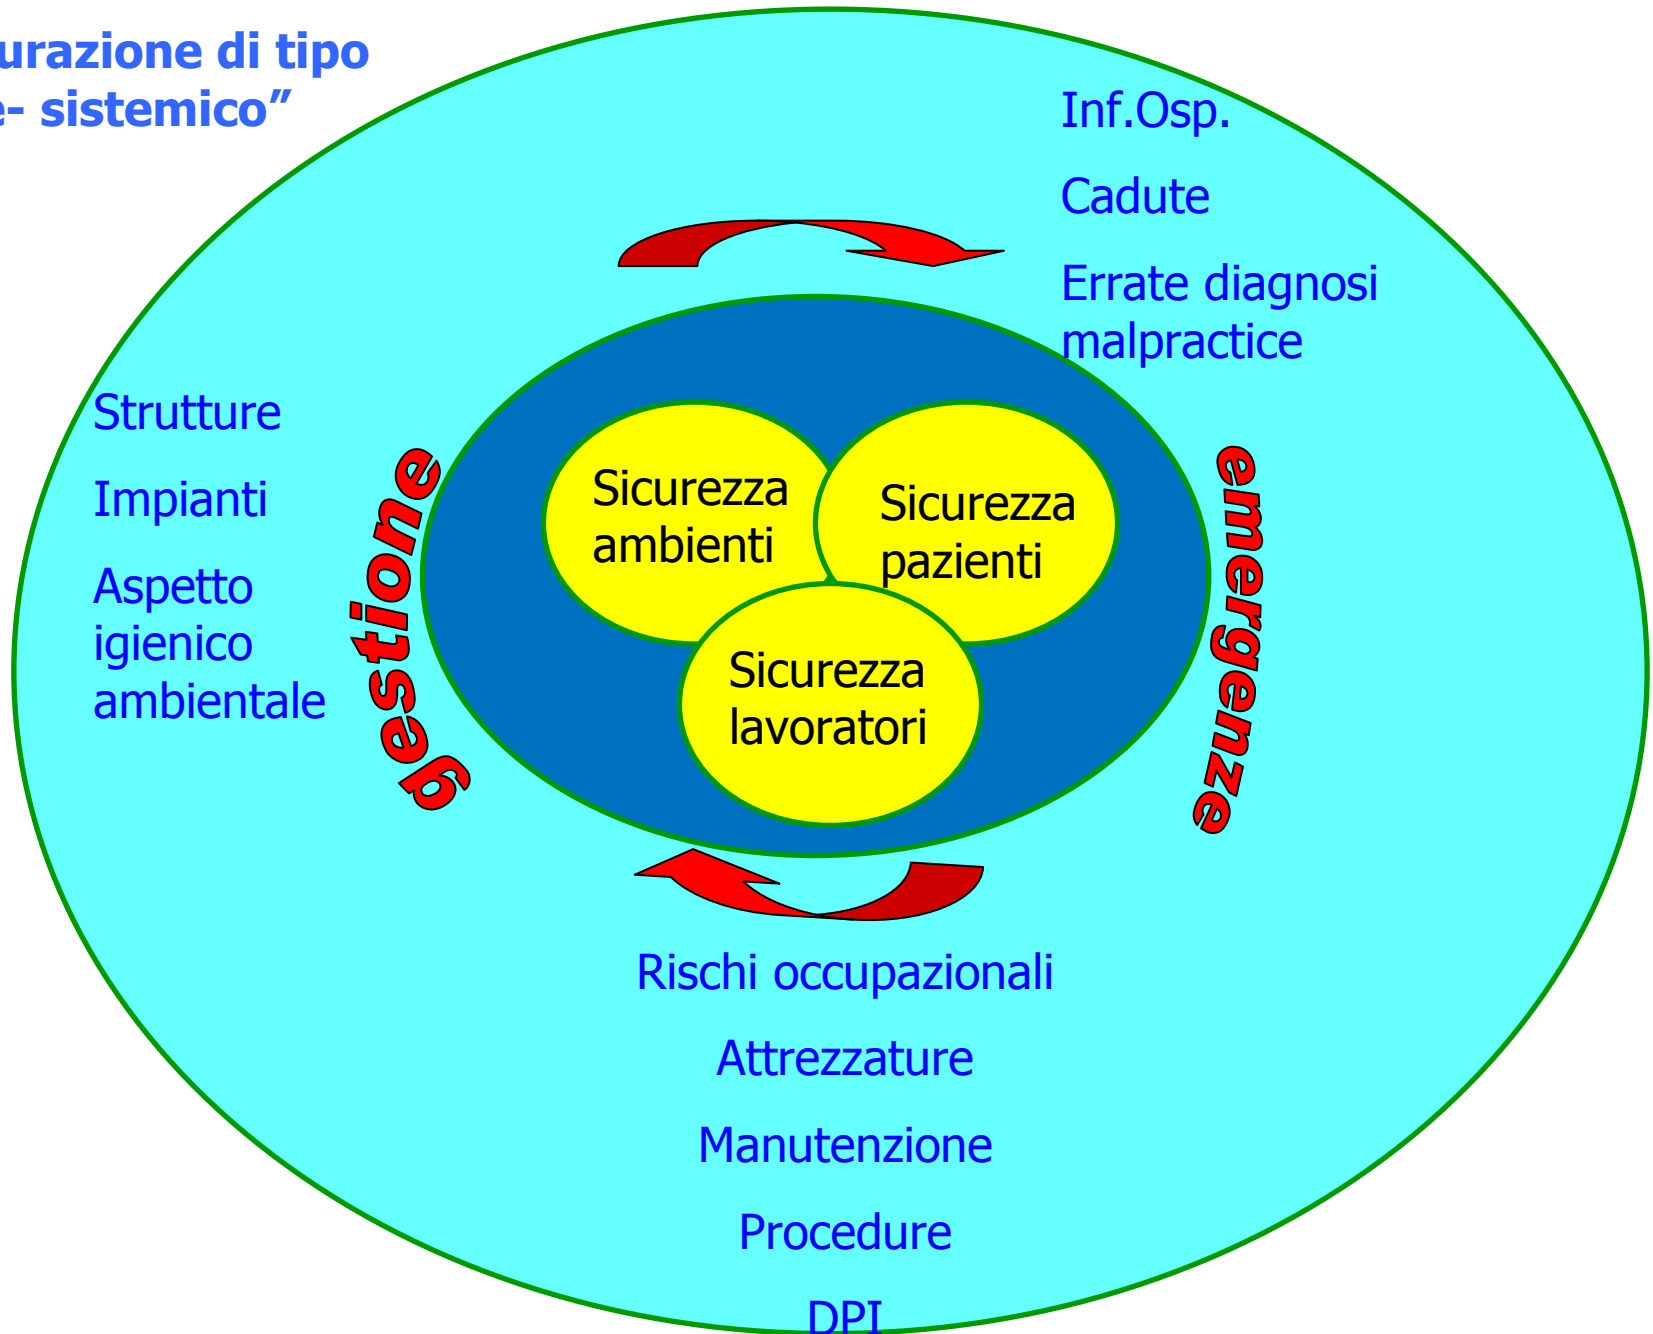 urazione di tipo
e- sistemico”
Inf.Osp.
Cadute
Errate diagnosi
malpractice
Strutture
Impianti
Aspetto
igienico
ambientale
gestione
Sicurezza
ambienti
Sicurezza
pazienti
Sicurezza
lavoratori
emergenze
Rischi occupazionali
Attrezzature
Manutenzione
Procedure
DPI